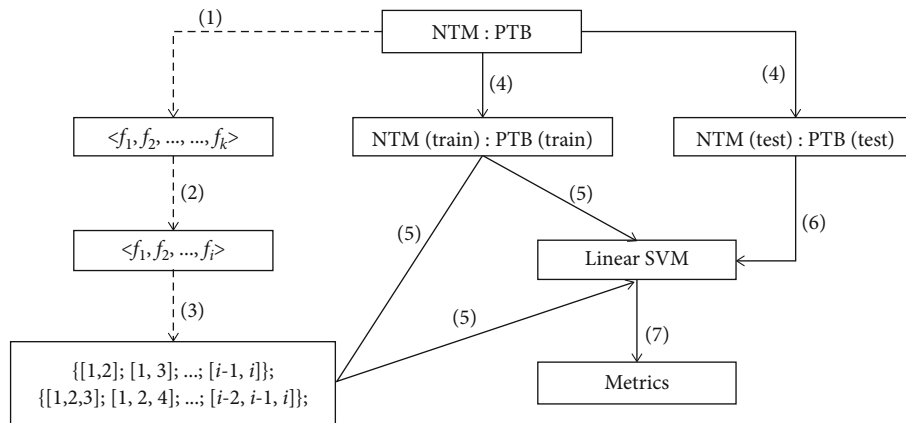 (1)
NTM : PTB
(4)
(4)
<f1, f2, ..., ..., fk>
NTM (train) : PTB (train)
NTM (test) : PTB (test)
(2)
(5)
(5)
(6)
<f1, f2, ..., fi>
Linear SVM
(3)
(5)
(7)
{[1,2]; [1, 3]; ...; [i-1, i]};
{[1,2,3]; [1, 2, 4]; ...; [i-2, i-1, i]};
Metrics